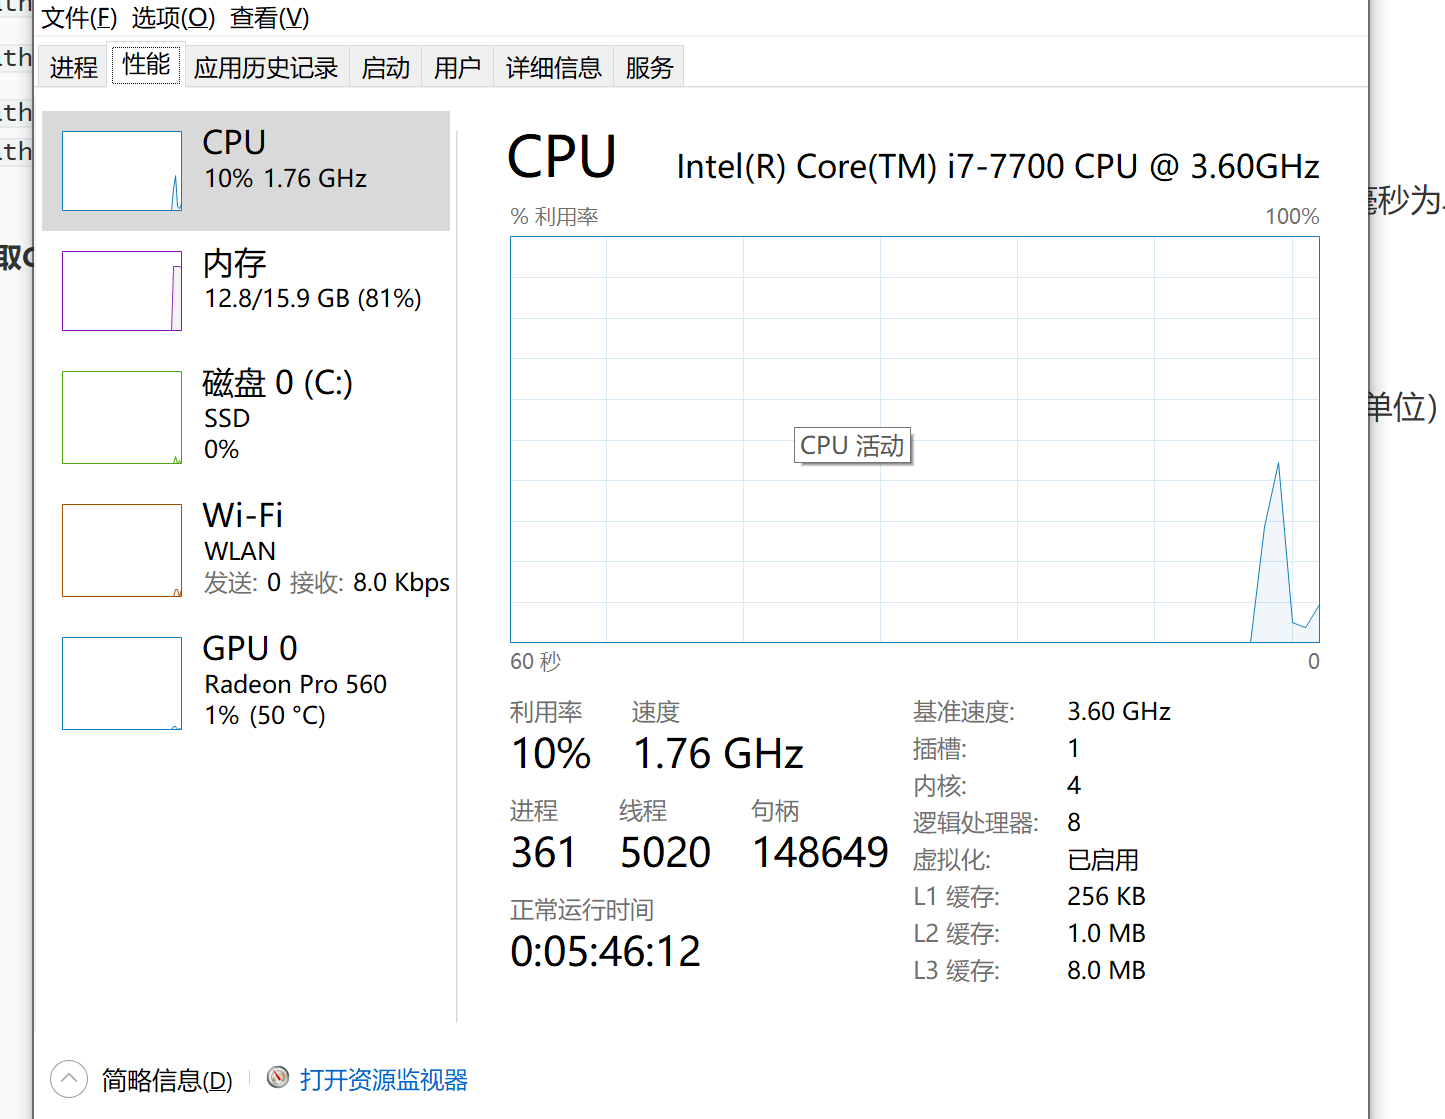 文件(F) 选项(O) 查看(V)
进程 性能 应用历史记录 启动 用户 详细信息 服务
CPU
10% 1.76 GHz
内存
12.8/15.9 GB (81%)
磁盘 0 (C:)
SSD
0%
Wi-Fi
WLAN
发送: 0 接收: 8.0 Kbps
GPU 0
Radeon Pro 560
1% (50 °C)
CPU Intel(R) Core(TM) i7-7700 CPU @ 3.60GHz
% 利用率 100%
CPU 活动
60 秒 0
利用率 速度
10% 1.76 GHz
进程 线程 句柄
361 5020 148649
正常运行时间
0:05:46:12
基准速度: 3.60 GHz
插槽: 1
内核: 4
逻辑处理器: 8
虚拟化: 已启用
L1 缓存: 256 KB
L2 缓存: 1.0 MB
L3 缓存: 8.0 MB
简略信息(D) 打开资源监视器
ath
ath
ath
取
秒为
单位）